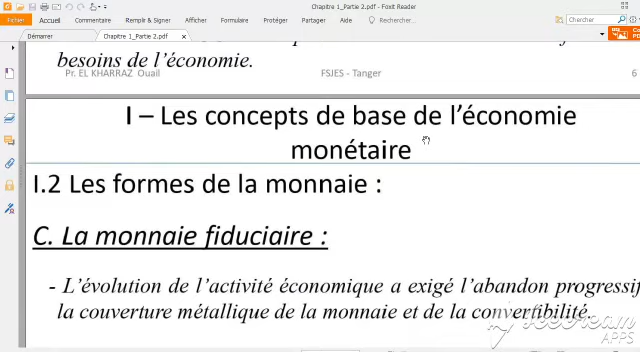 Chapitre 1_Partie 2.pdf - Foxit Reader
Fichier Accueil Commentaire Remplir & Signer Afficher Formulaire Protéger Partager Aide Rechercher Chercher
Démarrer Chapitre 1_Partie 2.pdf
besoins de l'économie.
Pr. EL KHARRAZ Ouail FSJES - Tanger 6
I – Les concepts de base de l'économie
monétaire
I.2 Les formes de la monnaie :
C. La monnaie fiduciaire :
- L'évolution de l'activité économique a exigé l'abandon progressif
la couverture métallique de la monnaie et de la convertibilité.
Icecream
APPS